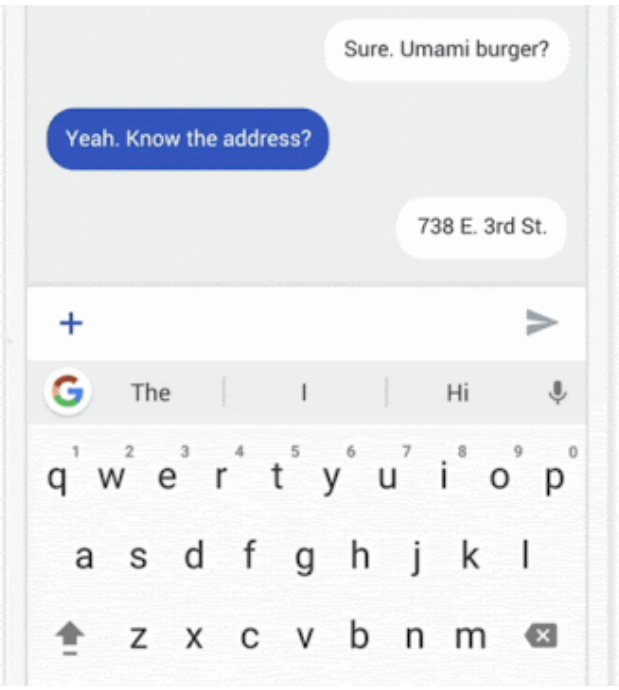 Sure. Umami burger?
Yeah. Know the address?
738 E. 3rd St.
+
G The I Hi
1 2 3 4 5 6 7 8 9 0
q w e r t y u i o p
a s d f g h j k l
z x c v b n m